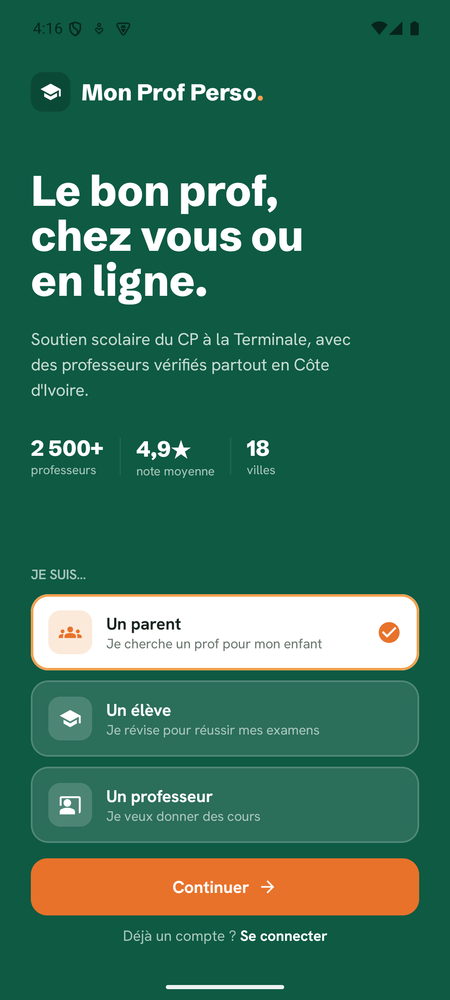 4:16
Mon Prof Perso.
Le bon prof,
chez vous ou
en ligne.
Soutien scolaire du CP à la Terminale, avec
des professeurs vérifiés partout en Côte
d'Ivoire.
2 500+
professeurs
4,9★
note moyenne
18
villes
JE SUIS...
Un parent
Je cherche un prof pour mon enfant
Un élève
Je révise pour réussir mes examens
Un professeur
Je veux donner des cours
Continuer →
Déjà un compte ? Se connecter